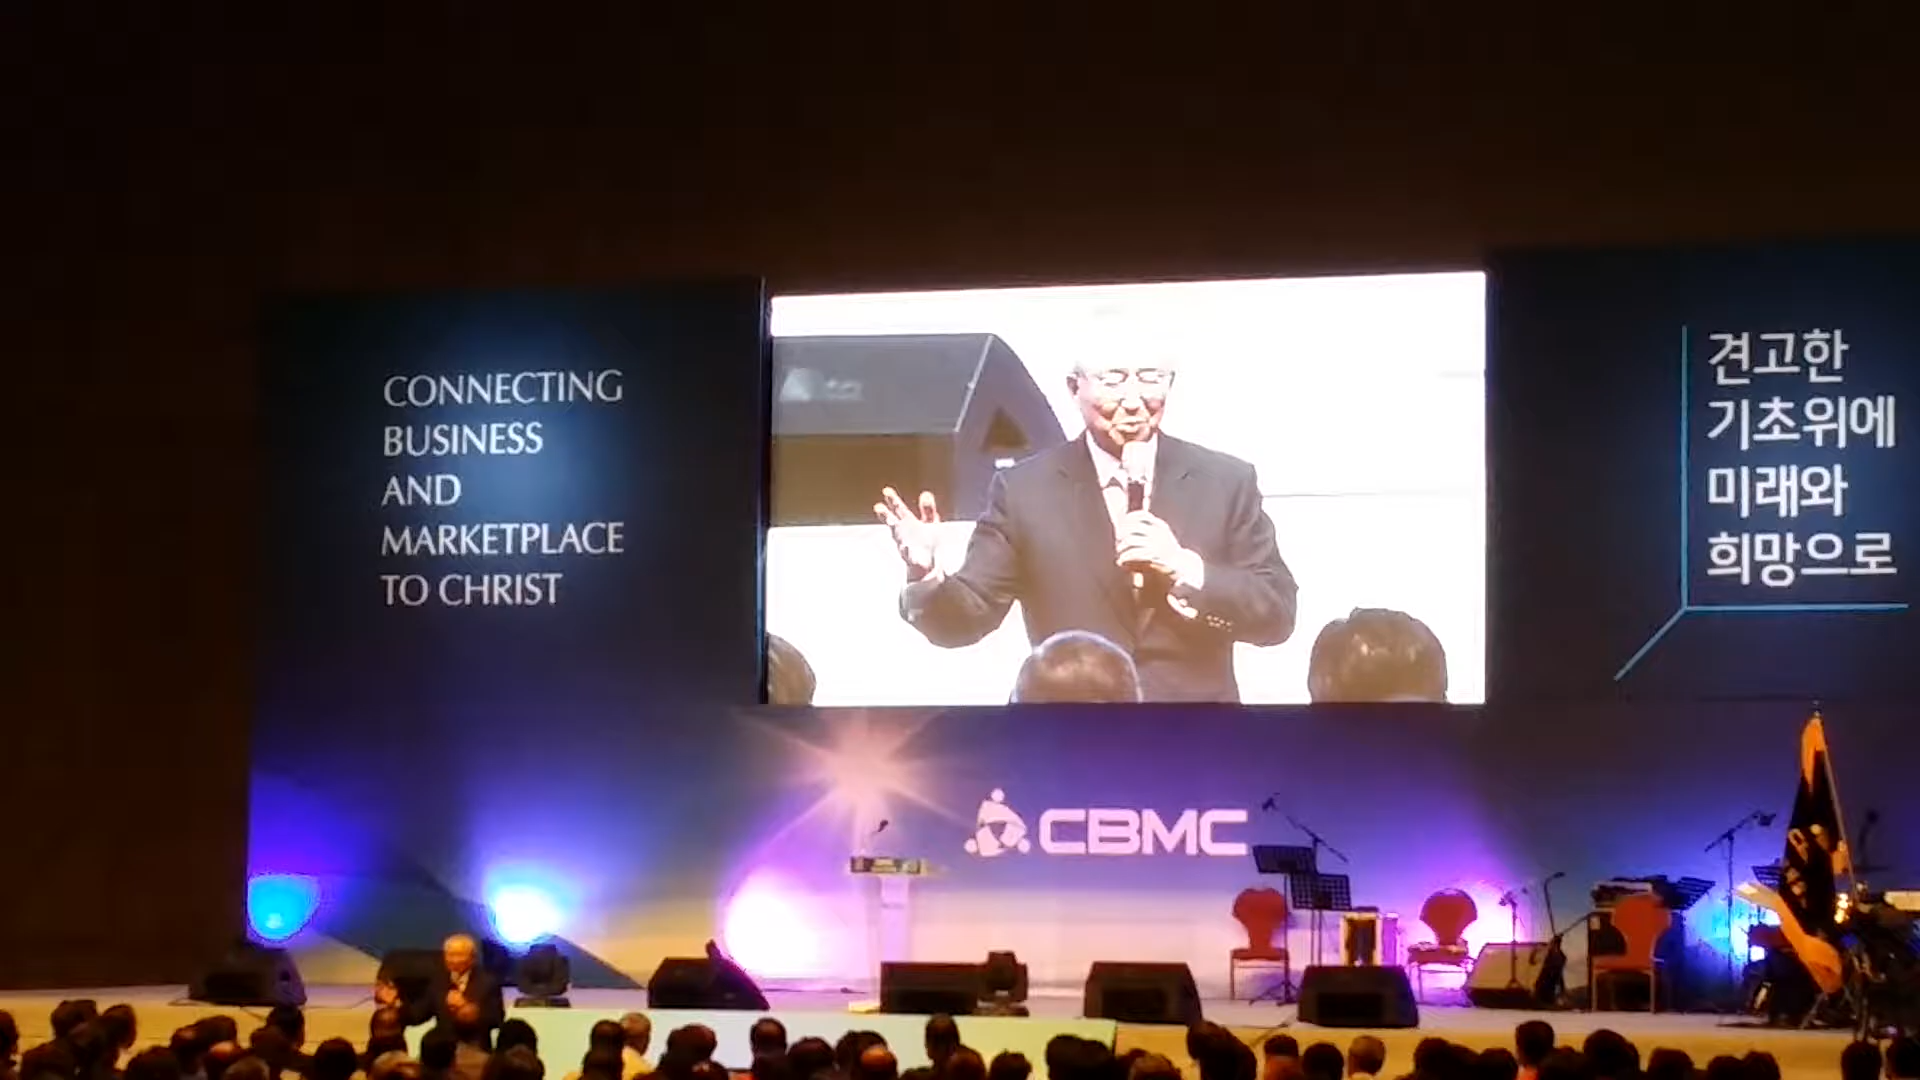 CONNECTING
BUSINESS
AND
MARKETPLACE
TO CHRIST
견고한
기초위에
미래와
희망으로
CBMC